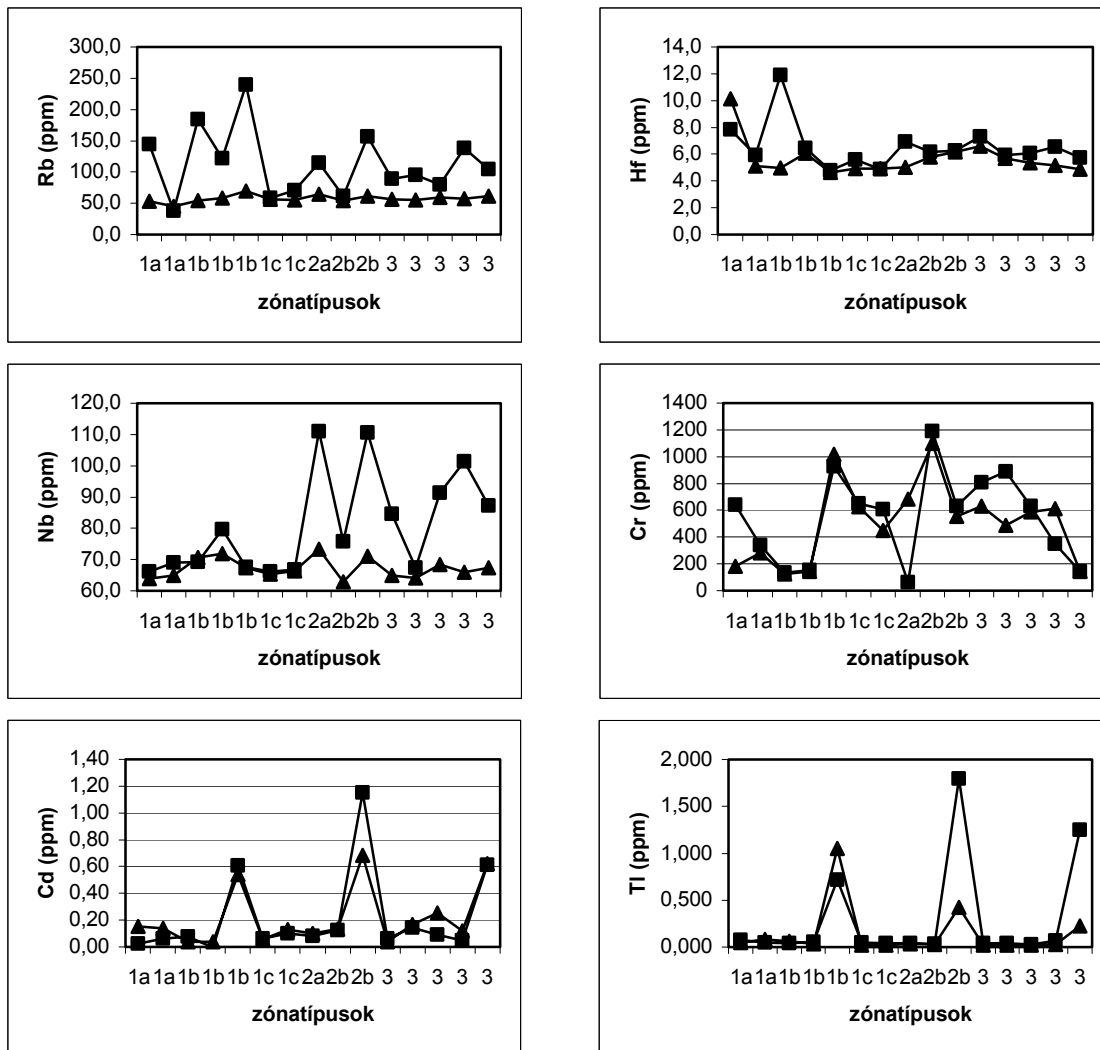 Rb (ppm)
300,0
250,0
200,0
150,0
100,0
50,0
0,0
1a 1a 1b 1b 1b 1c 1c 2a 2b 2b 3 3 3 3 3
zónatípusok
Hf (ppm)
14,0
12,0
10,0
8,0
6,0
4,0
2,0
0,0
1a 1a 1b 1b 1b 1c 1c 2a 2b 2b 3 3 3 3 3
zónatípusok
Nb (ppm)
120,0
110,0
100,0
90,0
80,0
70,0
60,0
1a 1a 1b 1b 1b 1c 1c 2a 2b 2b 3 3 3 3 3
zónatípusok
Cr (ppm)
1400
1200
1000
800
600
400
200
0
1a 1a 1b 1b 1b 1c 1c 2a 2b 2b 3 3 3 3 3
zónatípusok
Cd (ppm)
1,40
1,20
1,00
0,80
0,60
0,40
0,20
0,00
1a 1a 1b 1b 1b 1c 1c 2a 2b 2b 3 3 3 3 3
zónatípusok
Tl (ppm)
2,000
1,500
1,000
0,500
0,000
1a 1a 1b 1b 1b 1c 1c 2a 2b 2b 3 3 3 3 3
zónatípusok